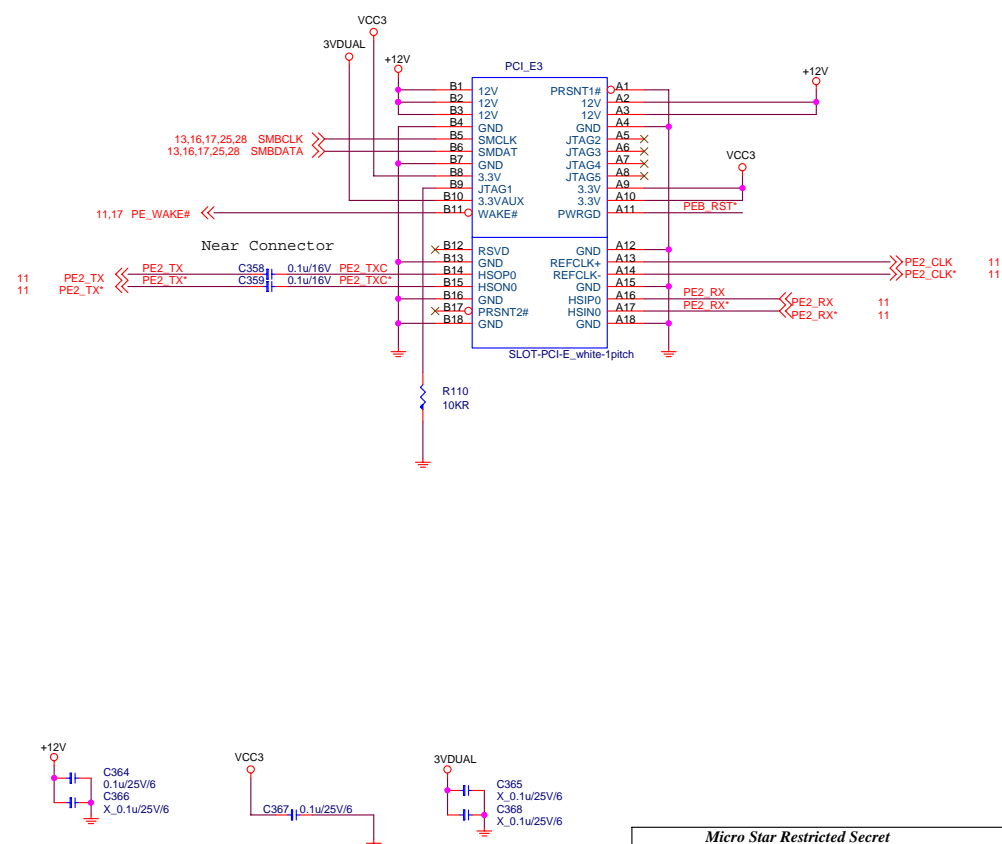 VCC3
3VDUAL
+12V
PCI_E3
+12V
B1 12V PRSNT1# A1
B2 12V 12V A2
B3 12V 12V A3
B4 GND GND A4
13,16,17,25,28 SMBCLK B5 SMCLK JTAG2 A5
13,16,17,25,28 SMBDATA B6 SMDAT JTAG3 A6
B7 GND JTAG4 A7
B8 3.3V JTAG5 A8
VCC3
B9 JTAG1 3.3V A9
B10 3.3VAUX 3.3V A10
11,17 PE_WAKE# B11 WAKE# PWRGD A11 PEB_RST*
Near Connector
B12 RSVD GND A12
B13 GND REFCLK+ A13 PE2_CLK 11
11 PE2_TX PE2_TX C358 0.1u/16V PE2_TXC B14 HSOP0 REFCLK- A14 PE2_CLK* 11
11 PE2_TX* PE2_TX* C359 0.1u/16V PE2_TXC* B15 HSON0 GND A15
B16 GND HSIP0 A16 PE2_RX PE2_RX 11
B17 PRSNT2# HSIN0 A17 PE2_RX* PE2_RX* 11
B18 GND GND A18
SLOT-PCI-E_white-1pitch
R110
10KR
+12V
C364
0.1u/25V/6
C366
X_0.1u/25V/6
VCC3
C367 0.1u/25V/6
3VDUAL
C365
X_0.1u/25V/6
C368
X_0.1u/25V/6
Micro Star Restricted Secret